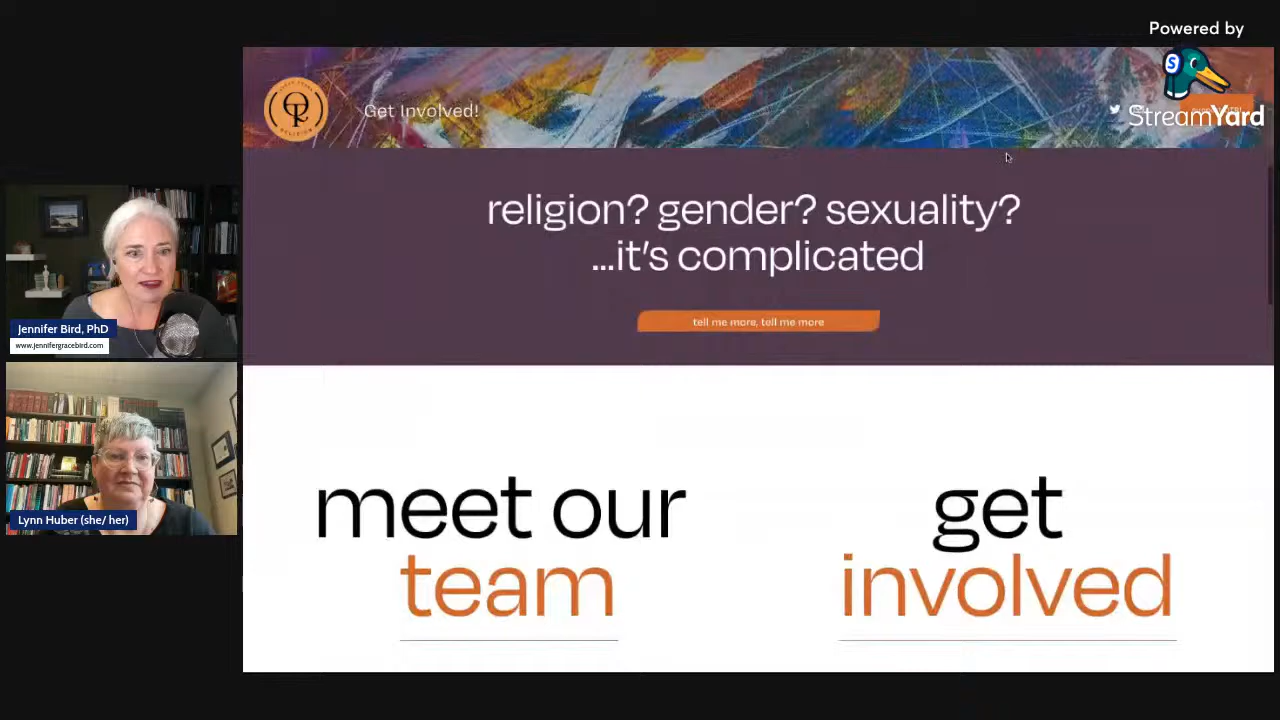 Powered by
StreamYard
Get Involved!
religion? gender? sexuality?
...it's complicated
tell me more, tell me more
Jennifer Bird, PhD
www.jennifergracebird.com
Lynn Huber (she/ her)
meet our
team
get
involved